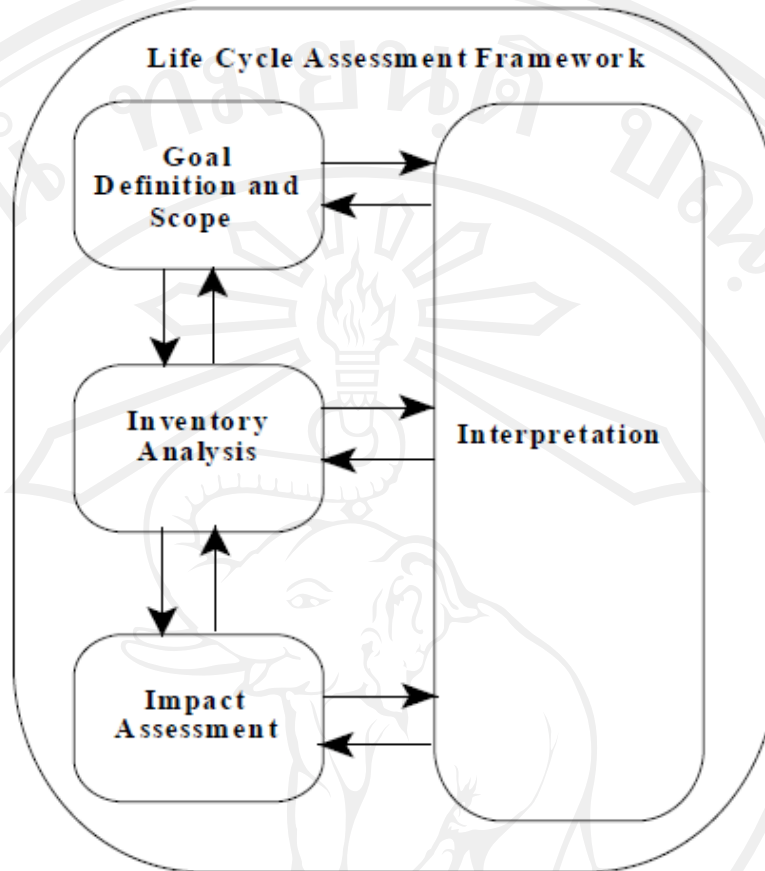 Life Cycle Assessment Framework
Goal
Definition and
Scope
Inventory
Analysis
Interpretation
Impact
Assessment